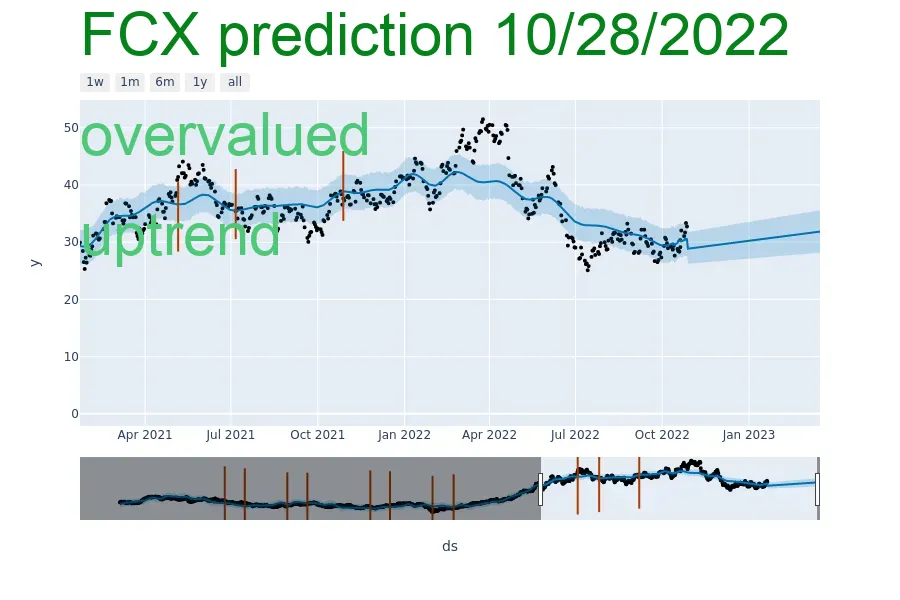 FCX prediction 10/28/2022
1w 1m 6m 1y all
overvalued
uptrend
50
40
30
20
10
0
y
Apr 2021 Jul 2021 Oct 2021 Jan 2022 Apr 2022 Jul 2022 Oct 2022 Jan 2023
ds